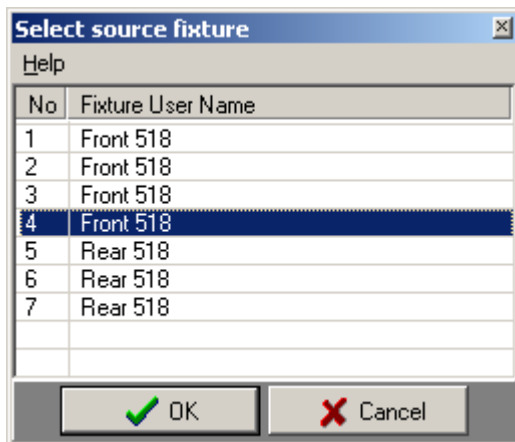 Select source fixture
Help
No Fixture User Name
1 Front 518
2 Front 518
3 Front 518
4 Front 518
5 Rear 518
6 Rear 518
7 Rear 518
OK Cancel